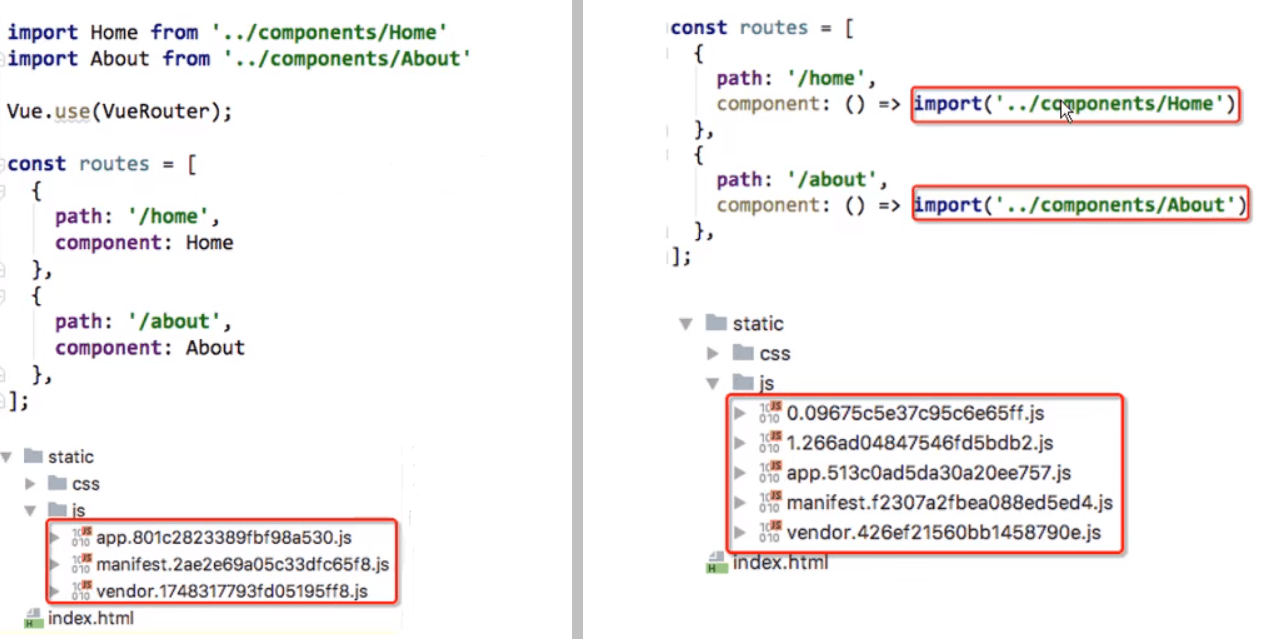 import Home from '../components/Home'
import About from '../components/About'
Vue.use(VueRouter);
const routes = [
{
path: '/home',
component: Home
},
{
path: '/about',
component: About
},
];
static
css
js
app.801c2823389fbf98a530.js
manifest.2ae2e69a05c33dfc65f8.js
vendor.1748317793fd05195ff8.js
index.html
const routes = [
{
path: '/home',
component: () => import('../components/Home')
},
{
path: '/about',
component: () => import('../components/About')
},
];
static
css
js
0.09675c5e37c95c6e65ff.js
1.266ad04847546fd5bdb2.js
app.513c0ad5da30a20ee757.js
manifest.f2307a2fbea088ed5ed4.js
vendor.426ef21560bb1458790e.js
index.html